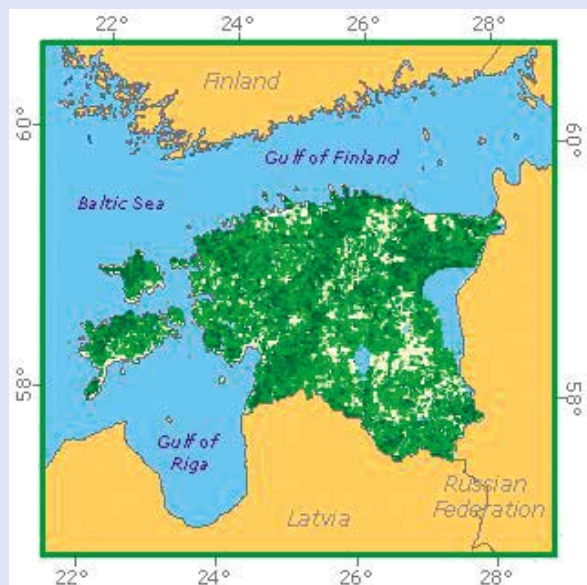 22° 24° 26° 28°
Finland
60° 60°
Gulf of Finland
Baltic Sea
58° 58°
Gulf of
Riga
Russian
Federation
Latvia
22° 24° 26° 28°